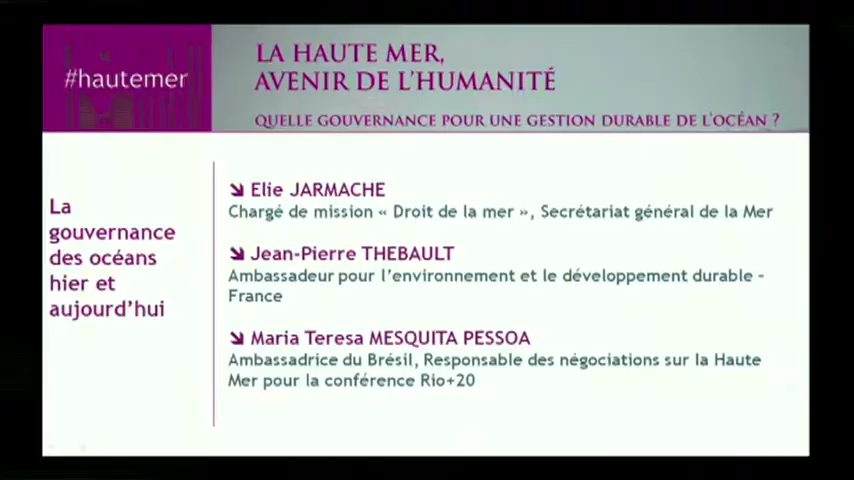 #hautemer
LA HAUTE MER,
AVENIR DE L'HUMANITÉ
QUELLE GOUVERNANCE POUR UNE GESTION DURABLE DE L'OCÉAN ?
La
gouvernance
des océans
hier et
aujourd'hui
➘ Elie JARMACHE
Chargé de mission « Droit de la mer », Secrétariat général de la Mer
➘ Jean-Pierre THEBAULT
Ambassadeur pour l'environnement et le développement durable –
France
➘ Maria Teresa MESQUITA PESSOA
Ambassadrice du Brésil, Responsable des négociations sur la Haute
Mer pour la conférence Rio+20